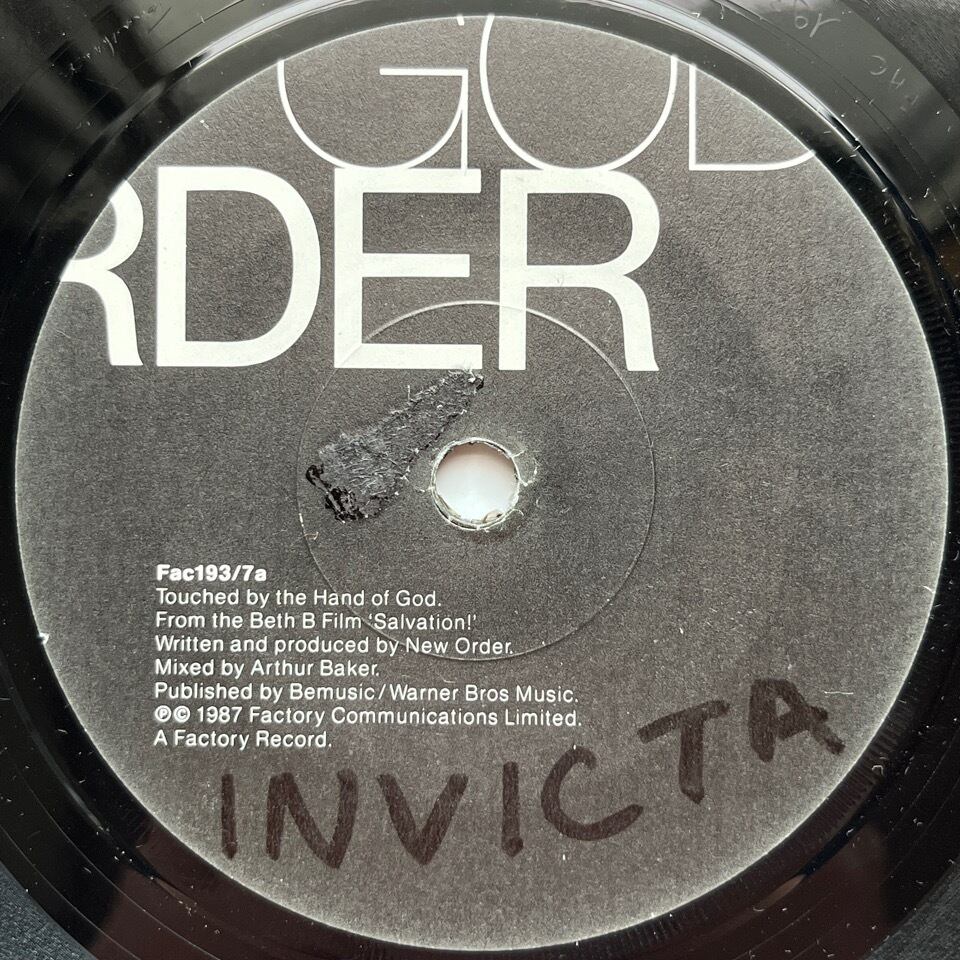 GOD
RDER
Fac193/7a
Touched by the Hand of God.
From the Beth B Film 'Salvation!'
Written and produced by New Order.
Mixed by Arthur Baker.
Published by Bemusic/Warner Bros Music.
℗© 1987 Factory Communications Limited.
A Factory Record.
INVICTA